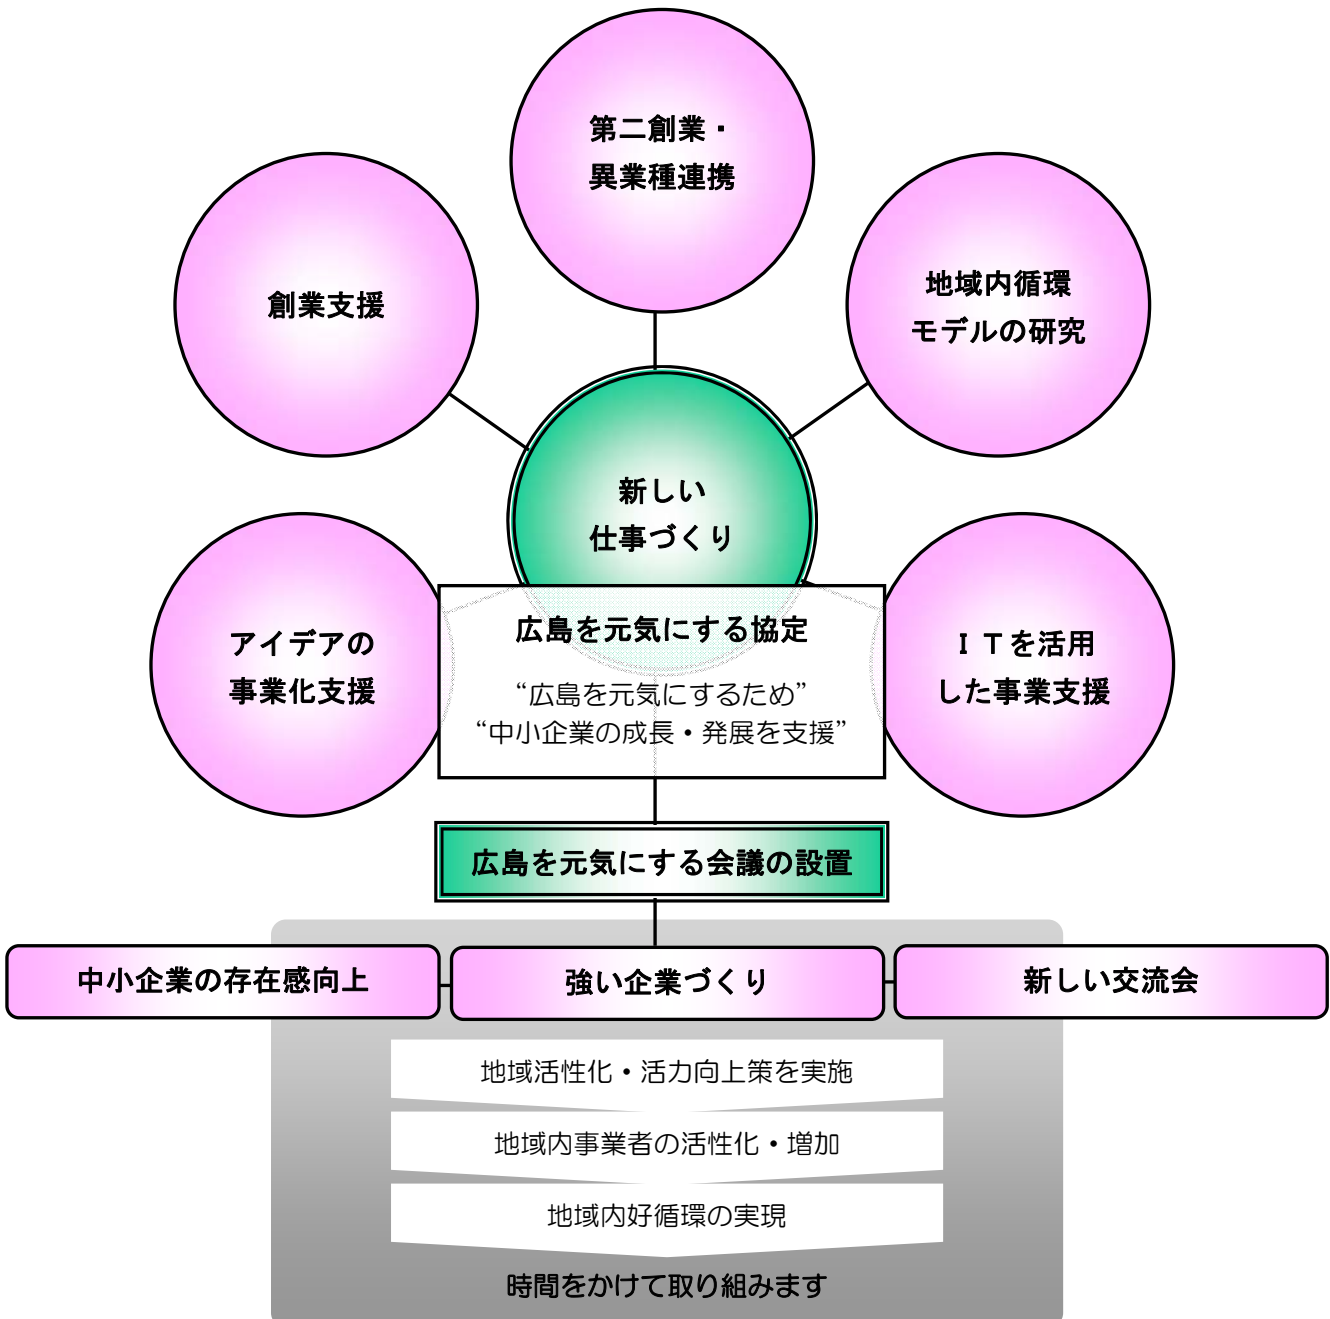 第二創業・
異業種連携
創業支援
地域内循環
モデルの研究
新しい
仕事づくり
アイデアの
事業化支援
広島を元気にする協定
“広島を元気にするため”
“中小企業の成長・発展を支援”
ＩＴを活用
した事業支援
広島を元気にする会議の設置
中小企業の存在感向上
強い企業づくり
新しい交流会
地域活性化・活力向上策を実施
地域内事業者の活性化・増加
地域内好循環の実現
時間をかけて取り組みます